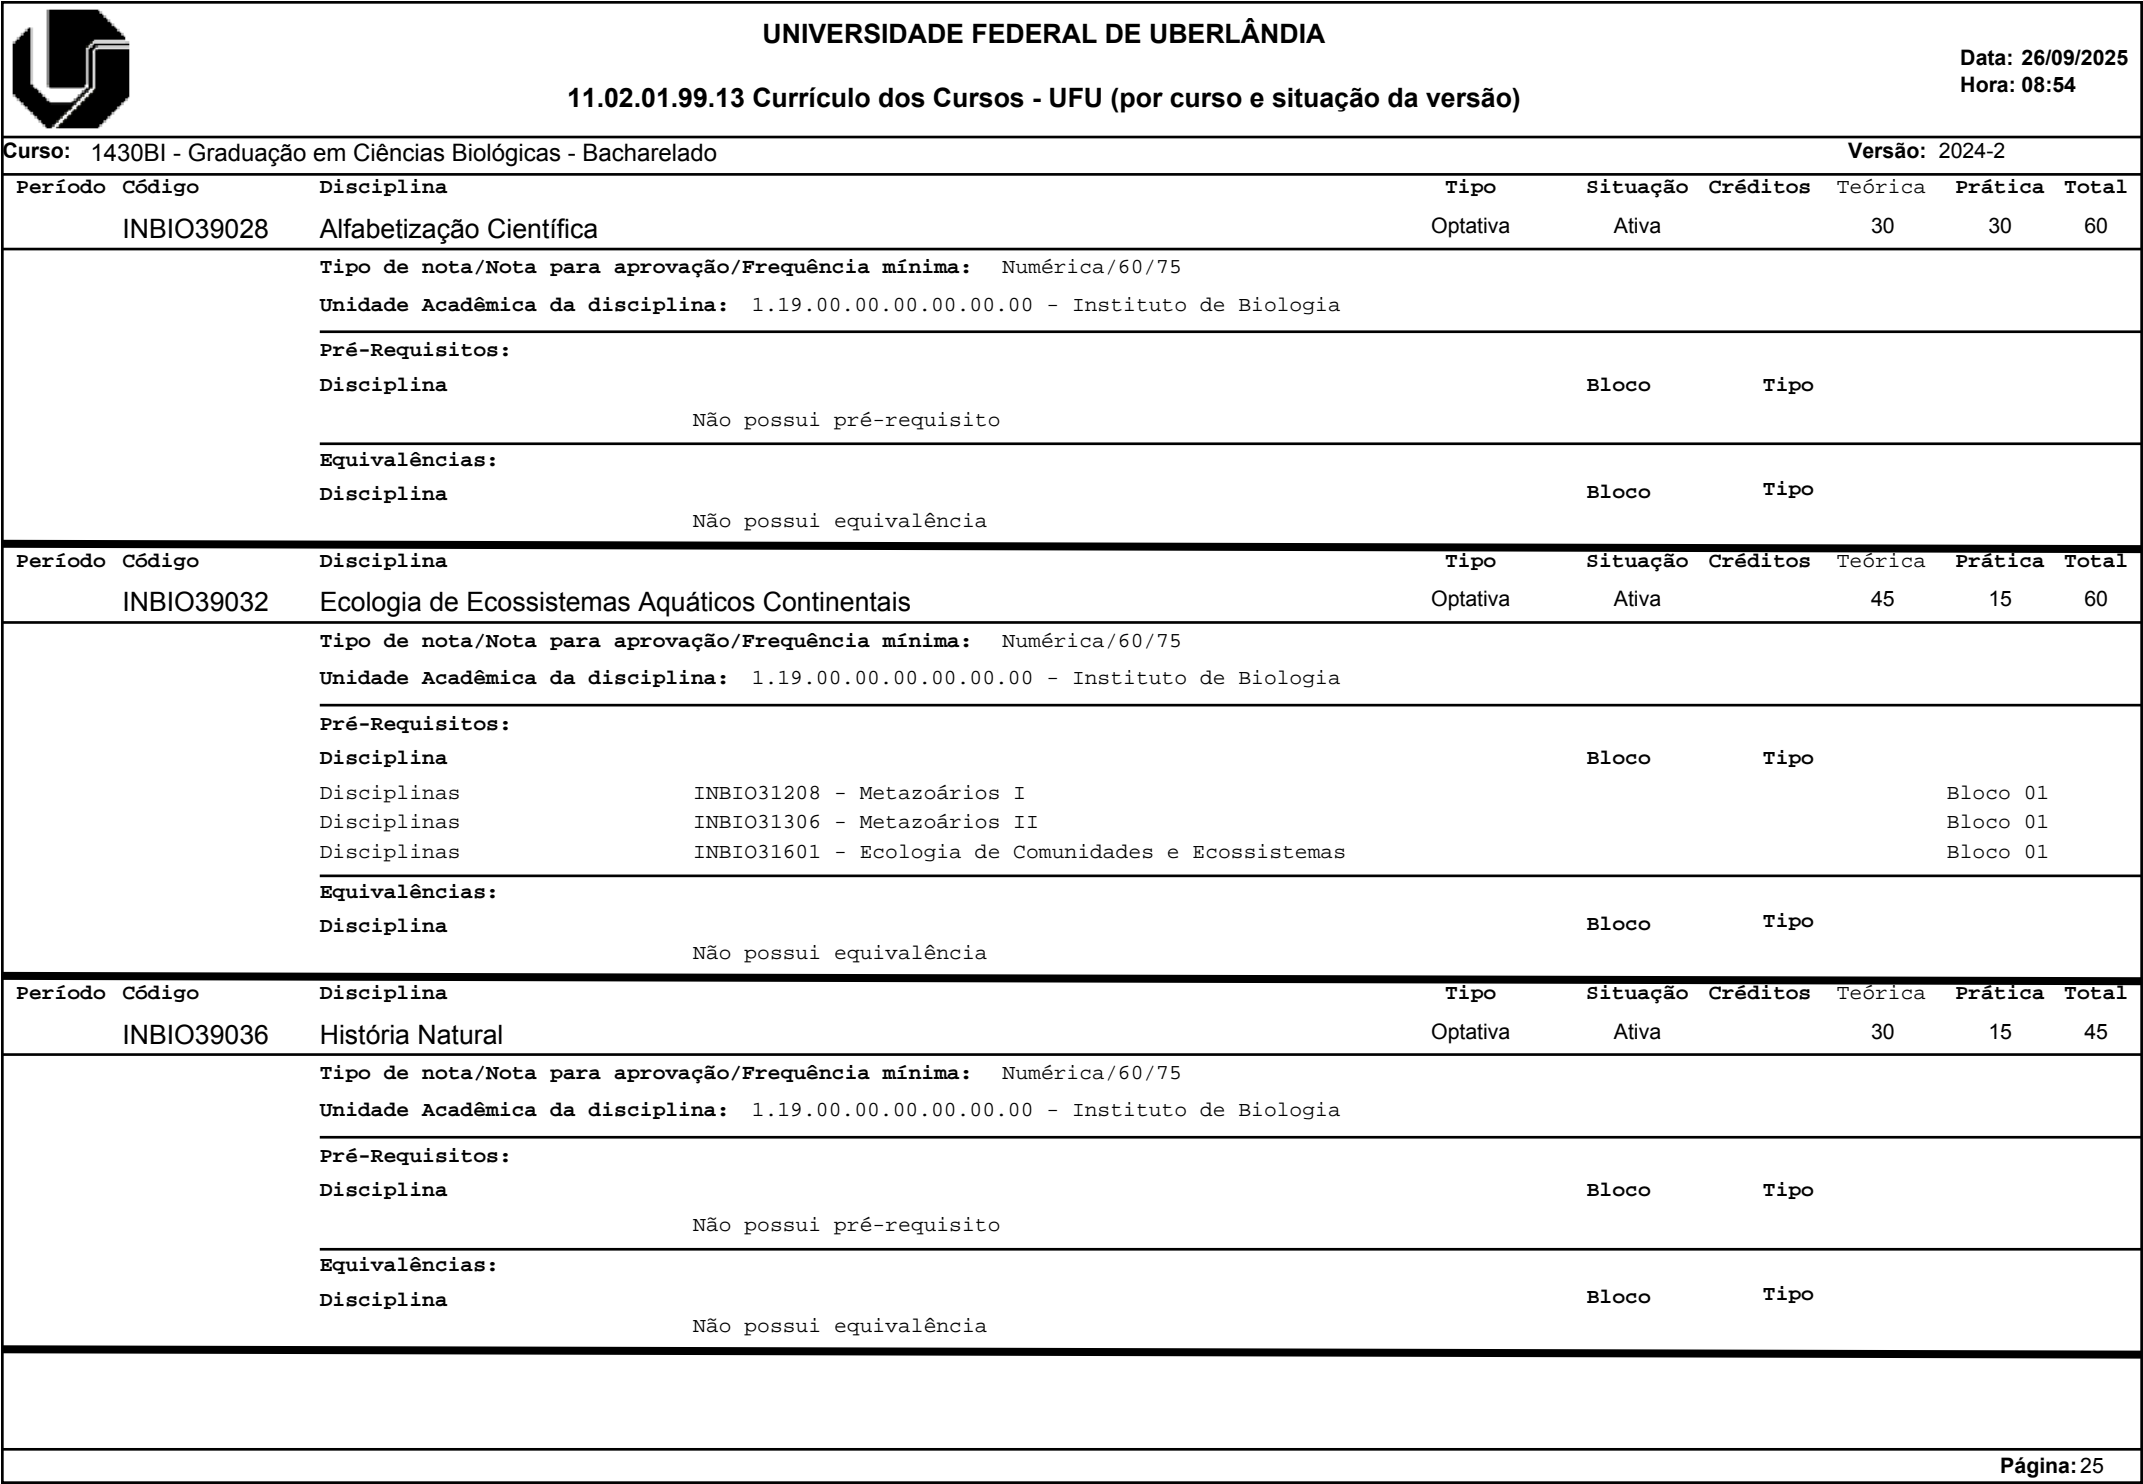 UNIVERSIDADE FEDERAL DE UBERLÂNDIA
Data: 26/09/2025
Hora: 08:54
11.02.01.99.13 Currículo dos Cursos - UFU (por curso e situação da versão)
Curso: 1430BI - Graduação em Ciências Biológicas - Bacharelado Versão: 2024-2
Período Código Disciplina Tipo Situação Créditos Teórica Prática Total
INBIO39028 Alfabetização Científica Optativa Ativa 30 30 60
Tipo de nota/Nota para aprovação/Frequência mínima: Numérica/60/75
Unidade Acadêmica da disciplina: 1.19.00.00.00.00.00.00 - Instituto de Biologia
Pré-Requisitos:
Disciplina Bloco Tipo
Não possui pré-requisito
Equivalências:
Disciplina Bloco Tipo
Não possui equivalência
Período Código Disciplina Tipo Situação Créditos Teórica Prática Total
INBIO39032 Ecologia de Ecossistemas Aquáticos Continentais Optativa Ativa 45 15 60
Tipo de nota/Nota para aprovação/Frequência mínima: Numérica/60/75
Unidade Acadêmica da disciplina: 1.19.00.00.00.00.00.00 - Instituto de Biologia
Pré-Requisitos:
Disciplina Bloco Tipo
Disciplinas INBIO31208 - Metazoários I Bloco 01
Disciplinas INBIO31306 - Metazoários II Bloco 01
Disciplinas INBIO31601 - Ecologia de Comunidades e Ecossistemas Bloco 01
Equivalências:
Disciplina Bloco Tipo
Não possui equivalência
Período Código Disciplina Tipo Situação Créditos Teórica Prática Total
INBIO39036 História Natural Optativa Ativa 30 15 45
Tipo de nota/Nota para aprovação/Frequência mínima: Numérica/60/75
Unidade Acadêmica da disciplina: 1.19.00.00.00.00.00.00 - Instituto de Biologia
Pré-Requisitos:
Disciplina Bloco Tipo
Não possui pré-requisito
Equivalências:
Disciplina Bloco Tipo
Não possui equivalência
Página: 25